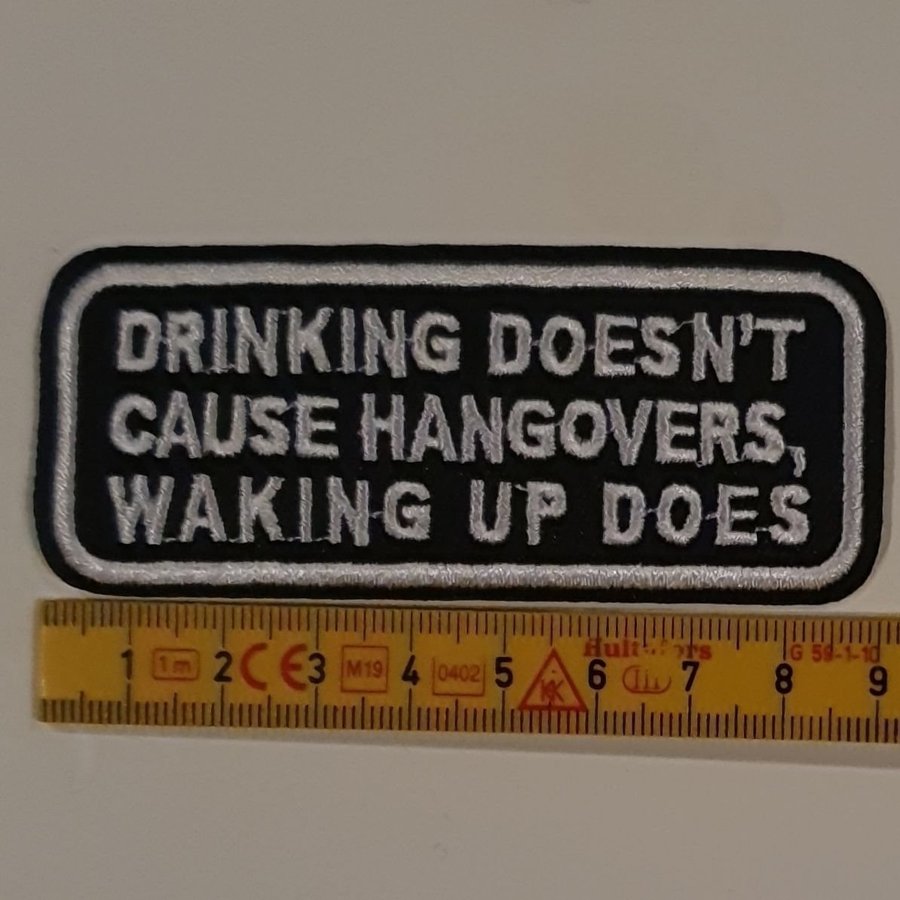 DRINKING DOESN'T
CAUSE HANGOVERS,
WAKING UP DOES
1 1m 2 CE 3 M19 4 0402 5 6 7 8 9
G 59-1-10